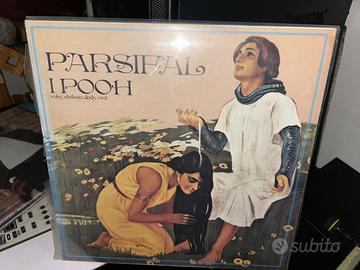 PARSIFAL
I POOH
roby, stefano, dody, red
subito